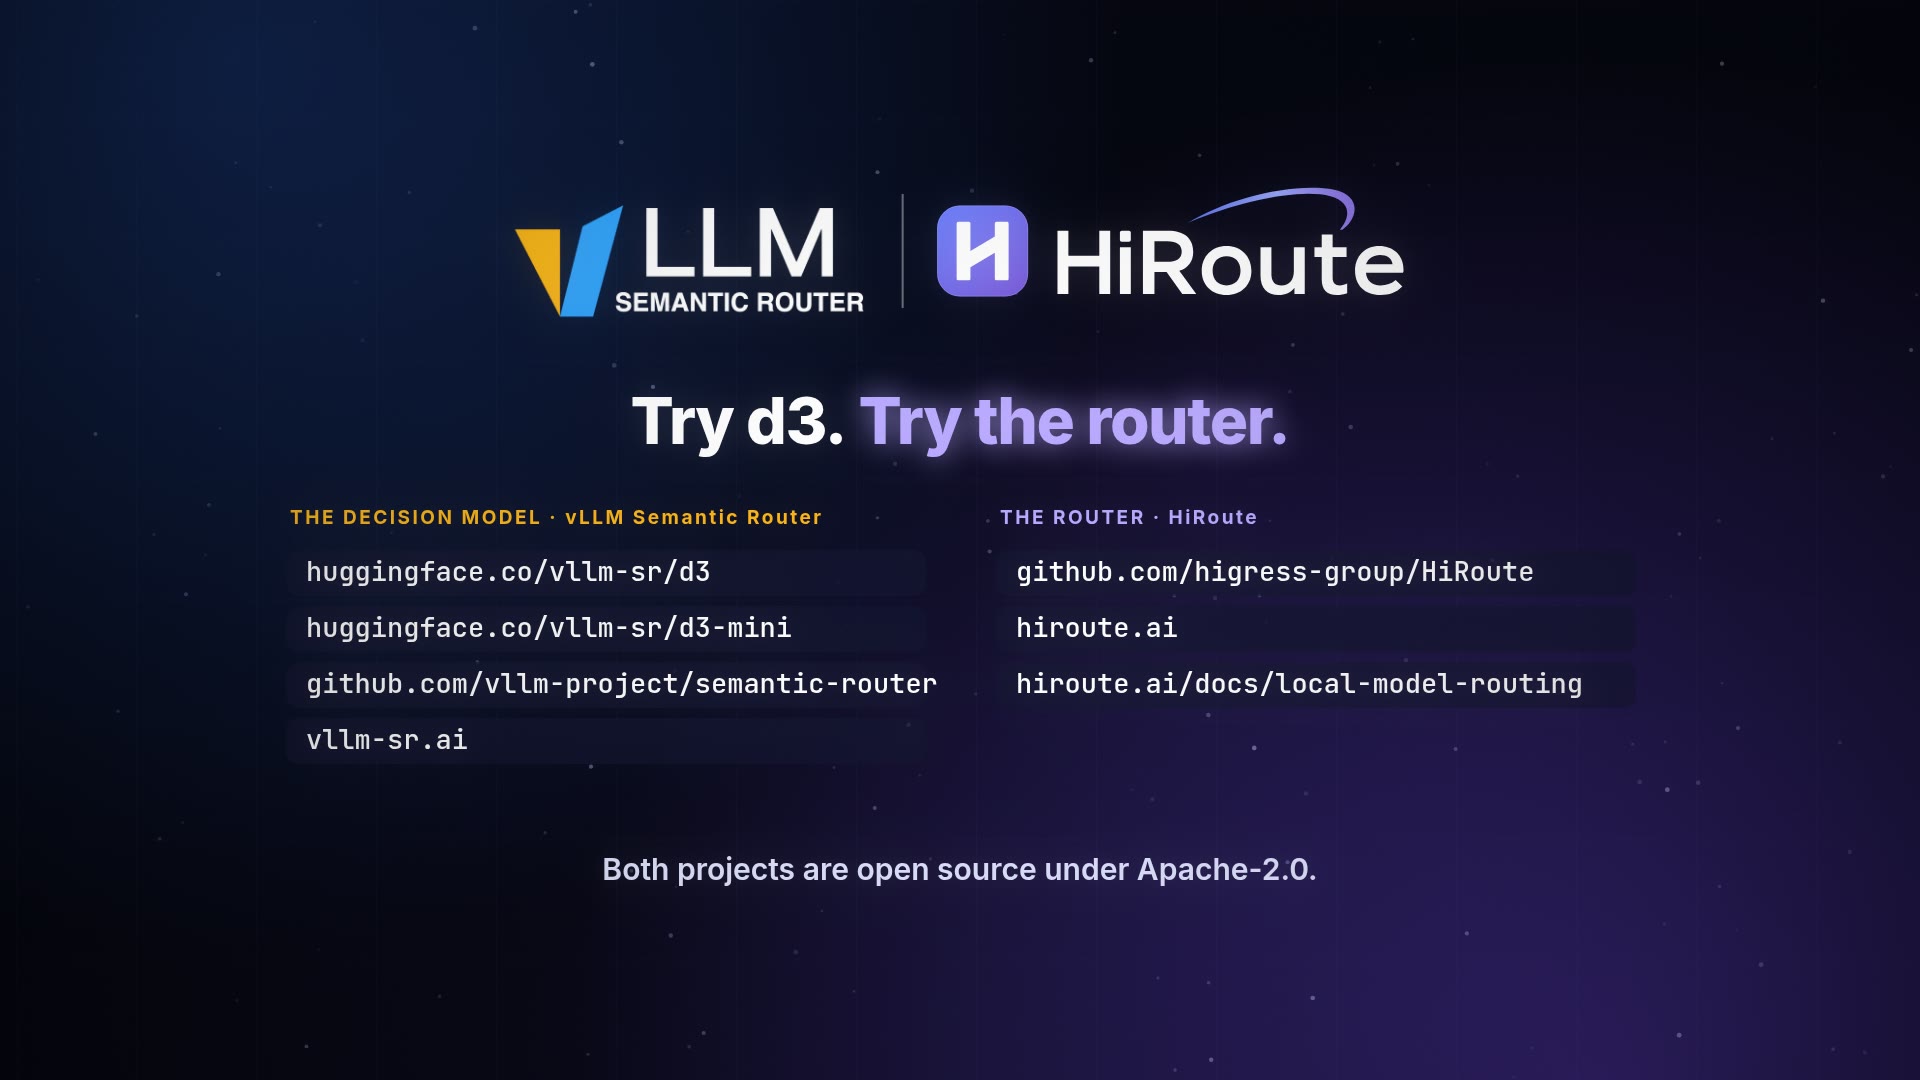 vLLM
SEMANTIC ROUTER
H HiRoute
Try d3. Try the router.
THE DECISION MODEL · vLLM Semantic Router
huggingface.co/vllm-sr/d3
huggingface.co/vllm-sr/d3-mini
github.com/vllm-project/semantic-router
vllm-sr.ai
THE ROUTER · HiRoute
github.com/higress-group/HiRoute
hiroute.ai
hiroute.ai/docs/local-model-routing
Both projects are open source under Apache-2.0.